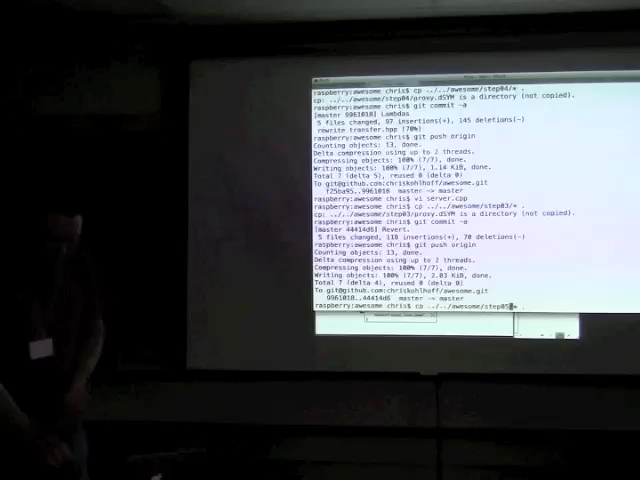 raspberry:awesome chris$ cp ../../awesome/step04/* .
cp: ../../awesome/step04/proxy.dSYM is a directory (not copied).
raspberry:awesome chris$ git commit -a
[master 9961018] Lambdas
5 files changed, 97 insertions(+), 145 deletions(-)
rewrite transfer.hpp (70%)
raspberry:awesome chris$ git push origin
Counting objects: 13, done.
Delta compression using up to 2 threads.
Compressing objects: 100% (7/7), done.
Writing objects: 100% (7/7), 1.14 KiB, done.
Total 7 (delta 5), reused 0 (delta 0)
To git@github.com:chriskohlhoff/awesome.git
f25ba95..9961018 master -> master
raspberry:awesome chris$ vi server.cpp
raspberry:awesome chris$ cp ../../awesome/step03/* .
cp: ../../awesome/step03/proxy.dSYM is a directory (not copied).
raspberry:awesome chris$ git commit -a
[master 44414d6] Revert.
5 files changed, 118 insertions(+), 70 deletions(-)
raspberry:awesome chris$ git push origin
Counting objects: 13, done.
Delta compression using up to 2 threads.
Compressing objects: 100% (7/7), done.
Writing objects: 100% (7/7), 2.03 KiB, done.
Total 7 (delta 4), reused 0 (delta 0)
To git@github.com:chriskohlhoff/awesome.git
9961018..44414d6 master -> master
raspberry:awesome chris$ cp ../../awesome/step05/* .